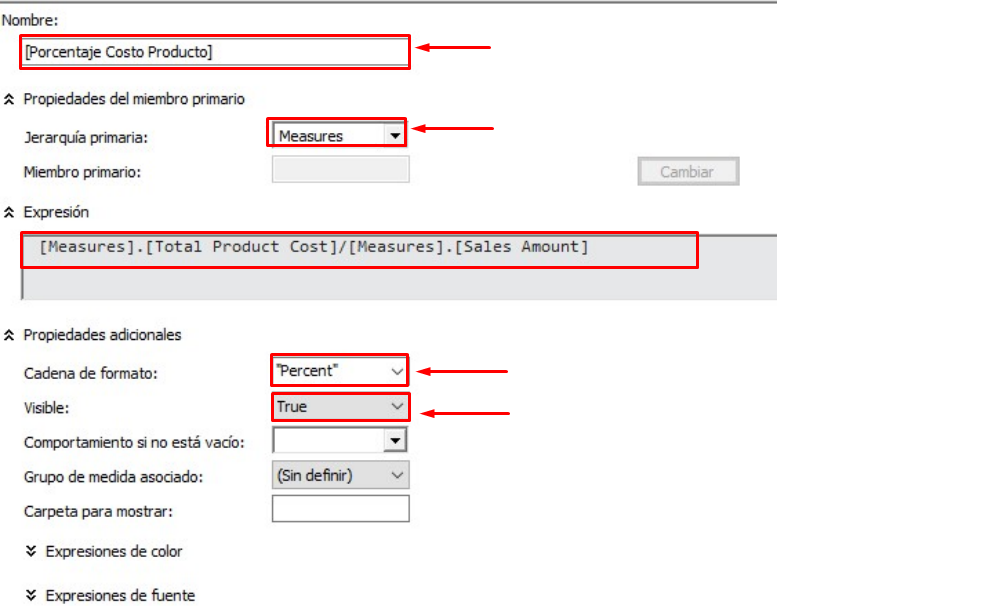 Nombre:
[Porcentaje Costo Producto]
Propiedades del miembro primario
Jerarquía primaria:
Measures
Miembro primario:
Cambiar
Expresión
[Measures].[Total Product Cost]/[Measures].[Sales Amount]
Propiedades adicionales
Cadena de formato:
"Percent"
Visible:
True
Comportamiento si no está vacío:
Grupo de medida asociado:
(Sin definir)
Carpeta para mostrar:
Expresiones de color
Expresiones de fuente